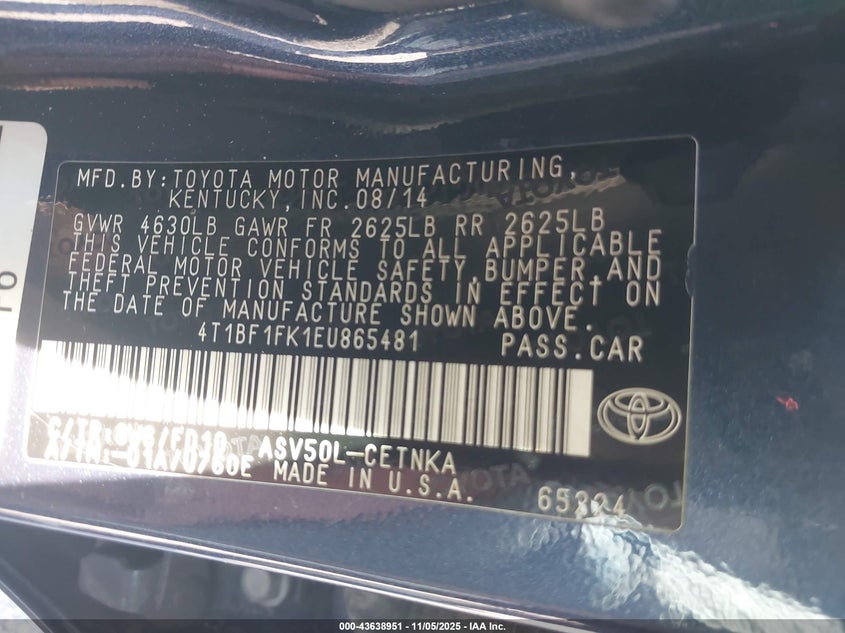 MFD.BY:TOYOTA MOTOR MANUFACTURING,
KENTUCKY,INC.08/14
GVWR 4630LB GAWR FR 2625LB RR 2625LB
THIS VEHICLE CONFORMS TO ALL APPLICABLE
FEDERAL MOTOR VEHICLE SAFETY,BUMPER,AND
THEFT PREVENTION STANDARDS IN EFFECT ON
THE DATE OF MANUFACTURE SHOWN ABOVE.
4T1BF1FK1EU865481 PASS.CAR
ASV50L-CETNKA
MADE IN U.S.A.
000-43638951 - 11/05/2025 - IAA Inc.